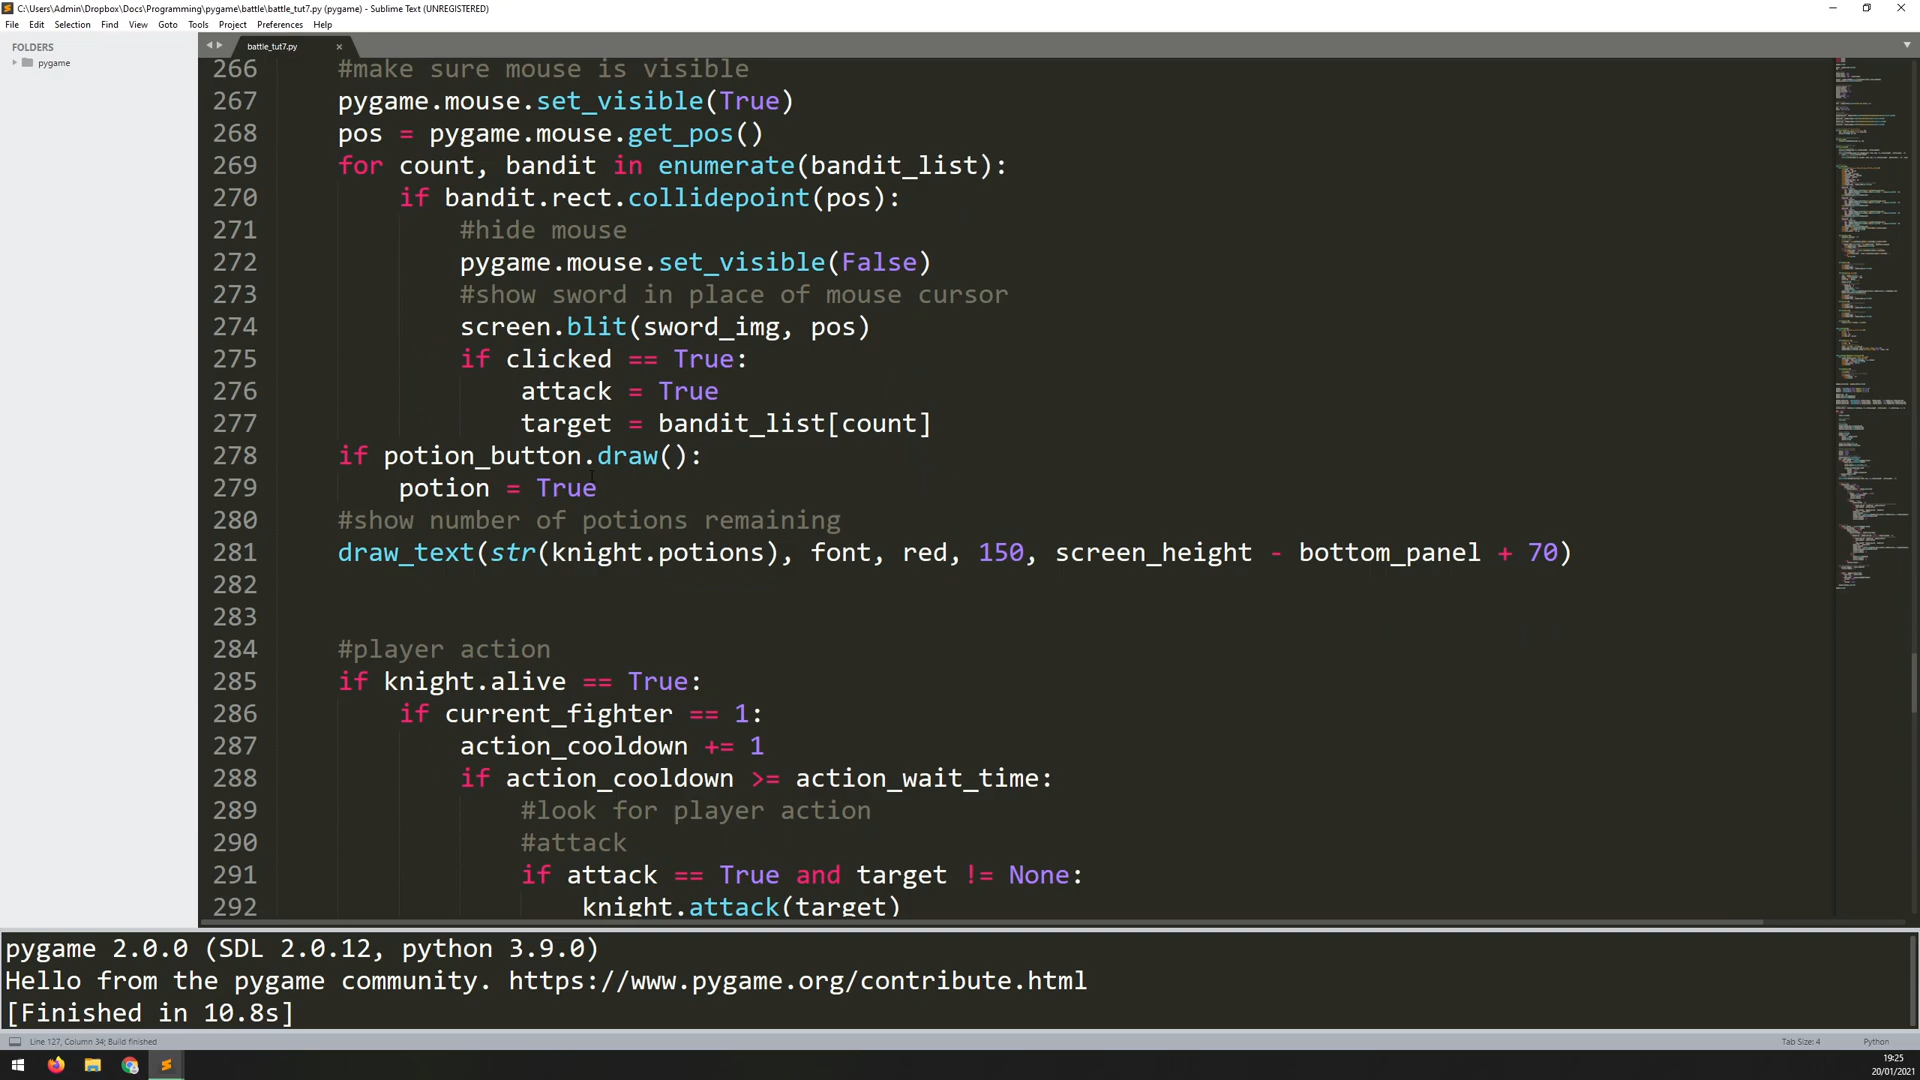 C:\Users\Admin\Dropbox\Docs\Programming\pygame\battle\battle_tut7.py (pygame) - Sublime Text (UNREGISTERED)
File Edit Selection Find View Goto Tools Project Preferences Help
FOLDERS
pygame
battle_tut7.py
266 #make sure mouse is visible
267 pygame.mouse.set_visible(True)
268 pos = pygame.mouse.get_pos()
269 for count, bandit in enumerate(bandit_list):
270 if bandit.rect.collidepoint(pos):
271 #hide mouse
272 pygame.mouse.set_visible(False)
273 #show sword in place of mouse cursor
274 screen.blit(sword_img, pos)
275 if clicked == True:
276 attack = True
277 target = bandit_list[count]
278 if potion_button.draw():
279 potion = True
280 #show number of potions remaining
281 draw_text(str(knight.potions), font, red, 150, screen_height - bottom_panel + 70)
282
283
284 #player action
285 if knight.alive == True:
286 if current_fighter == 1:
287 action_cooldown += 1
288 if action_cooldown >= action_wait_time:
289 #look for player action
290 #attack
291 if attack == True and target != None:
292 knight.attack(target)
pygame 2.0.0 (SDL 2.0.12, python 3.9.0)
Hello from the pygame community. https://www.pygame.org/contribute.html
[Finished in 10.8s]
Line 127, Column 34; Build finished
Tab Size: 4
Python
19:25
20/01/2021